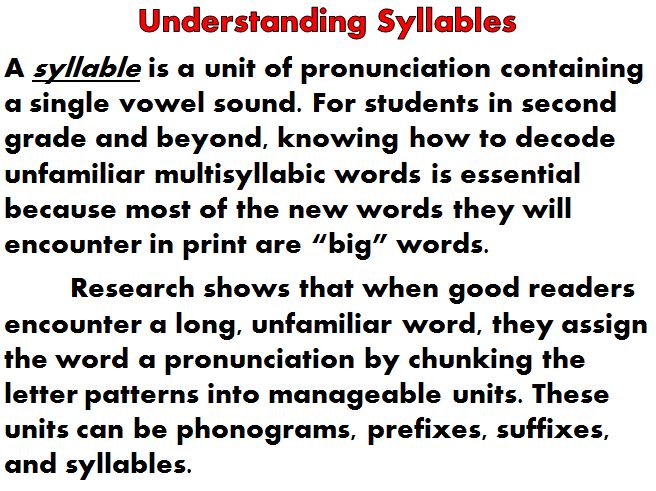 Understanding Syllables
A syllable is a unit of pronunciation containing
a single vowel sound. For students in second
grade and beyond, knowing how to decode
unfamiliar multisyllabic words is essential
because most of the new words they will
encounter in print are “big” words.
Research shows that when good readers
encounter a long, unfamiliar word, they assign
the word a pronunciation by chunking the
letter patterns into manageable units. These
units can be phonograms, prefixes, suffixes,
and syllables.